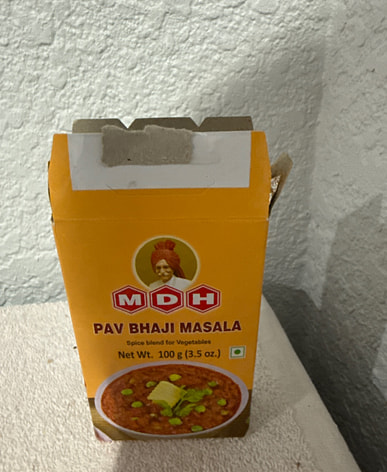 MDH
PAV BHAJI MASALA
Spice blend for Vegetables
Net Wt. 100 g (3.5 oz.)